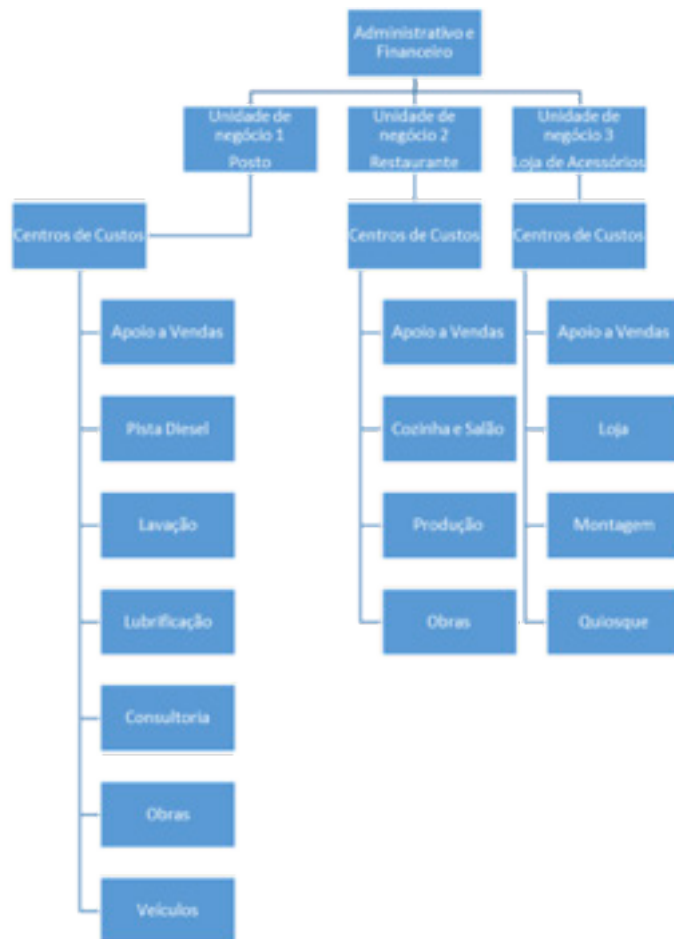 Administrativo e
Financeiro
Unidade de
negócio 1
Posto
Unidade de
negócio 2
Restaurante
Unidade de
negócio 3
Loja de Acessórios
Centros de Custos
Centros de Custos
Centros de Custos
Apoio a Vendas
Apoio a Vendas
Apoio a Vendas
Pista Diesel
Cozinha e Salão
Loja
Lavação
Produção
Montagem
Lubrificação
Obras
Quiosque
Consultoria
Obras
Veículos